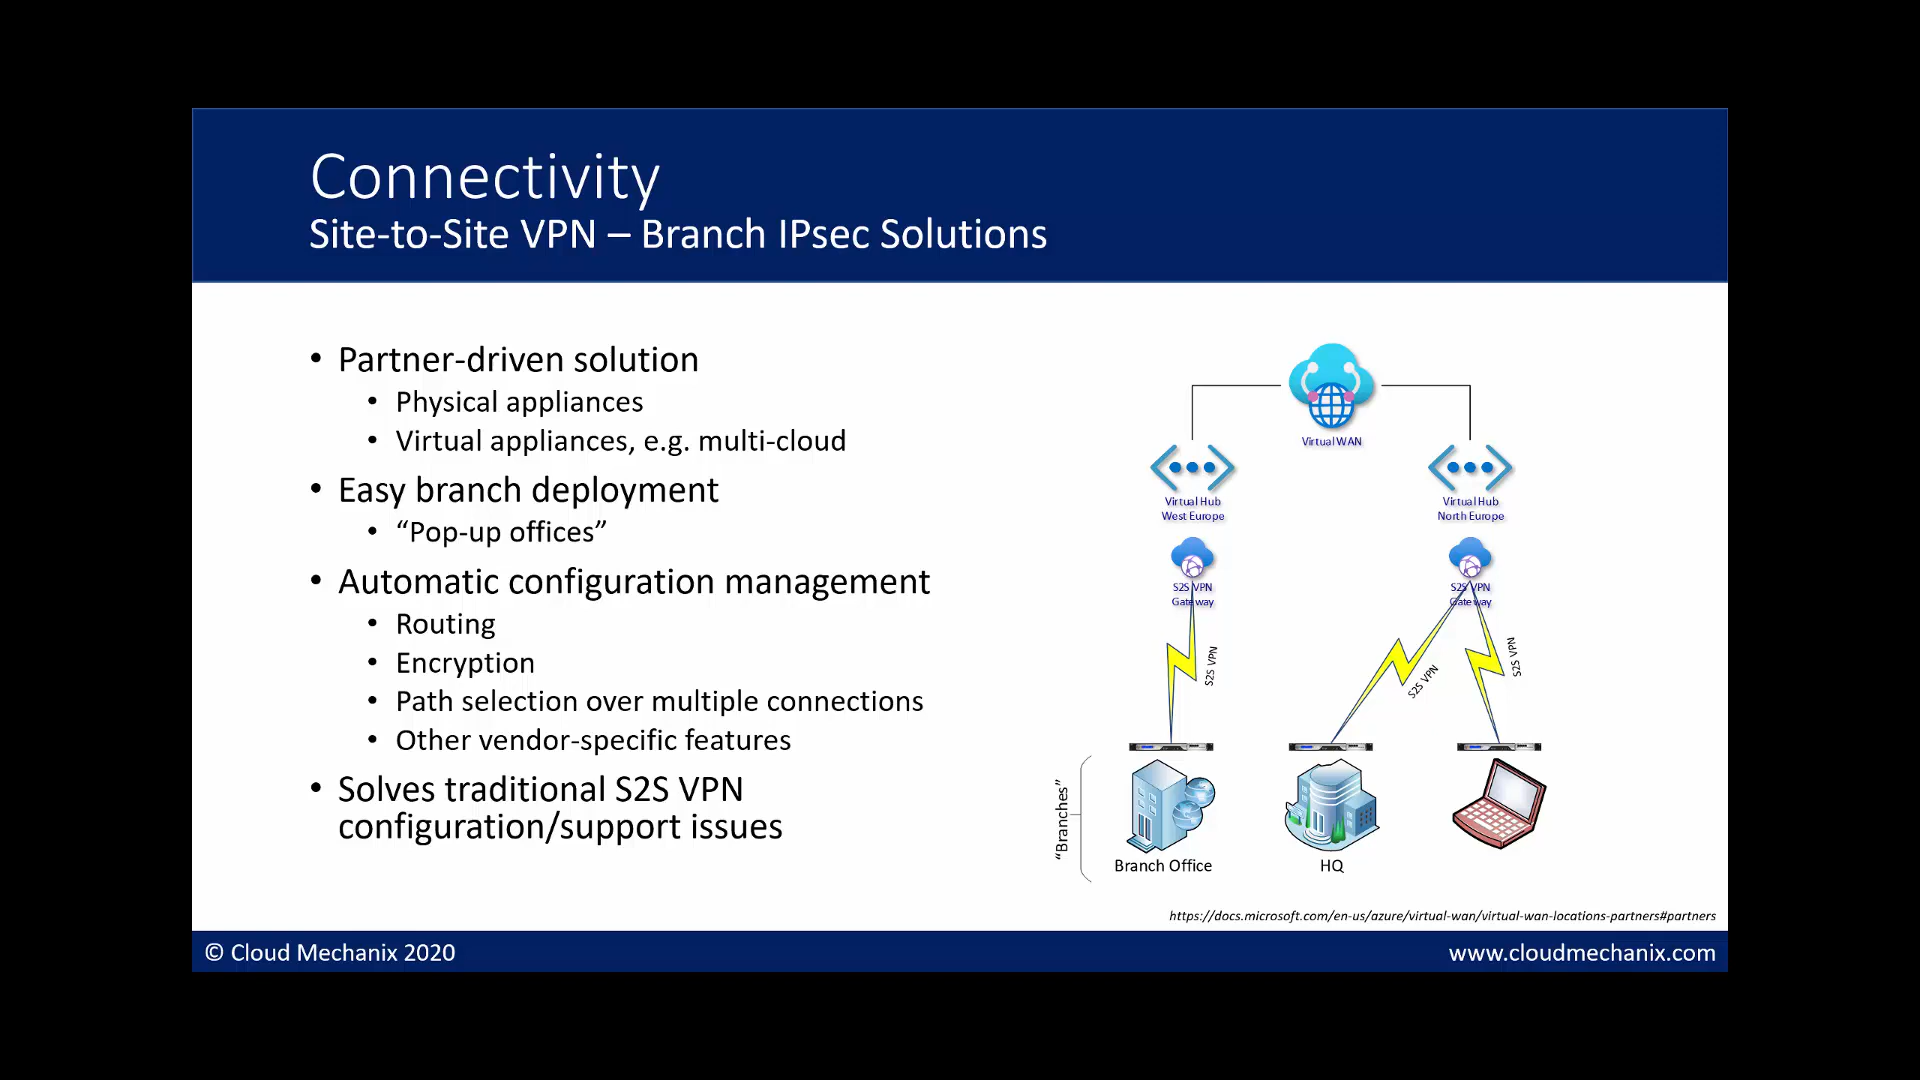 Connectivity
Site-to-Site VPN – Branch IPsec Solutions
• Partner-driven solution
• Physical appliances
• Virtual appliances, e.g. multi-cloud
• Easy branch deployment
• “Pop-up offices”
• Automatic configuration management
• Routing
• Encryption
• Path selection over multiple connections
• Other vendor-specific features
• Solves traditional S2S VPN
configuration/support issues
Virtual WAN
Virtual Hub
West Europe
Virtual Hub
North Europe
S2S VPN
Gateway
S2S VPN
Gateway
S2S VPN
S2S VPN
S2S VPN
“Branches”
Branch Office
HQ
https://docs.microsoft.com/en-us/azure/virtual-wan/virtual-wan-locations-partners#partners
© Cloud Mechanix 2020
www.cloudmechanix.com